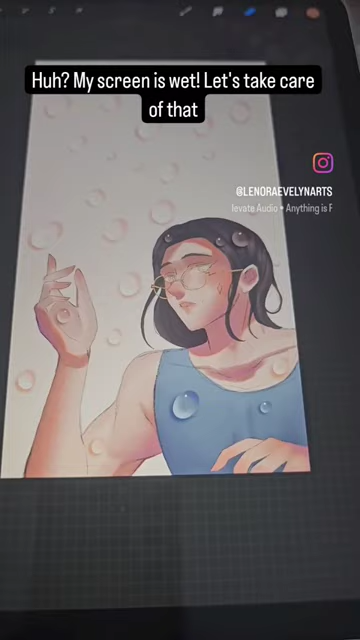 Huh? My screen is wet! Let's take care
of that
@LENORAEVELYNARTS
levate Audio • Anything is F